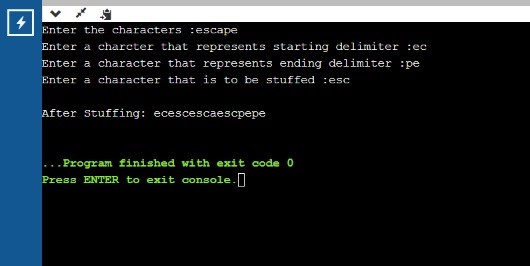 Enter the characters :escape
Enter a charcter that represents starting delimiter :ec
Enter a character that represents ending delimiter :pe
Enter a character that is to be stuffed :esc
After Stuffing: ecescescaescpepe
...Program finished with exit code 0
Press ENTER to exit console.